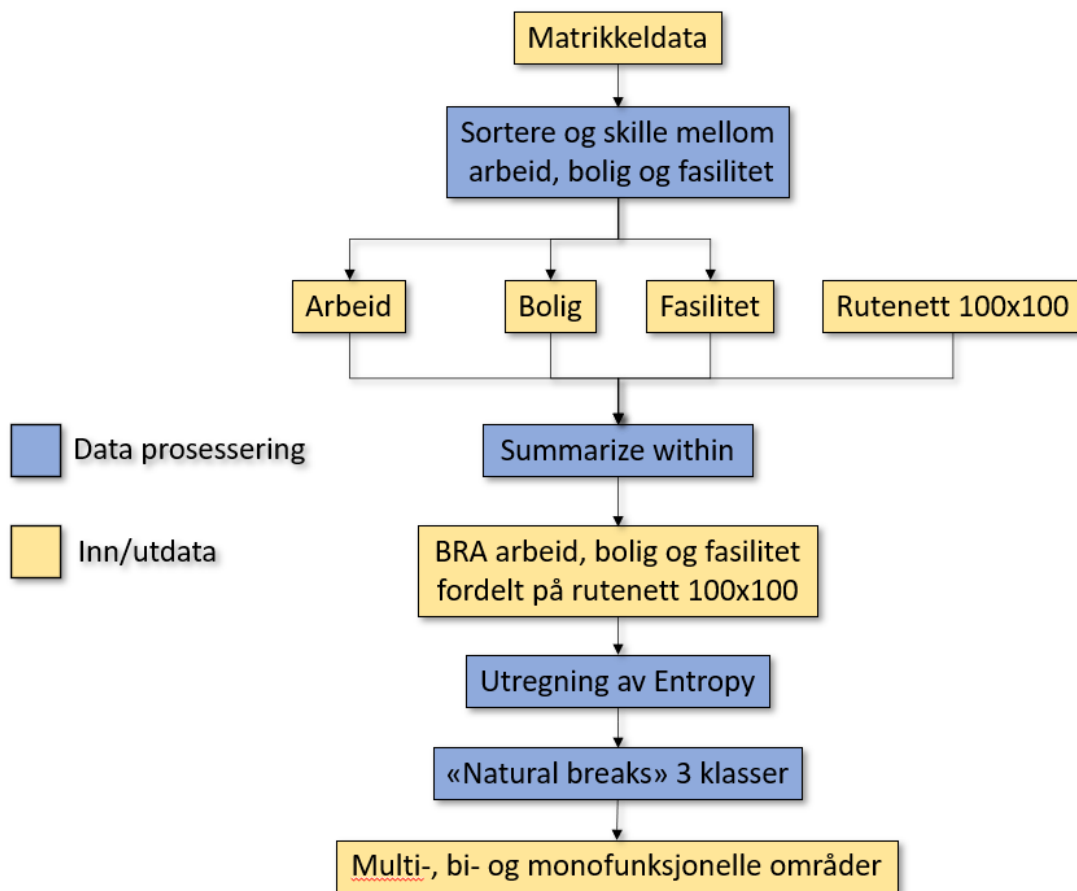 Matrikkeldata
Sortere og skille mellom
arbeid, bolig og fasilitet
Arbeid
Bolig
Fasilitet
Rutenett 100x100
Data prosessering
Summarize within
Inn/utdata
BRA arbeid, bolig og fasilitet
fordelt på rutenett 100x100
Utregning av Entropy
«Natural breaks» 3 klasser
Multi-, bi- og monofunksjonelle områder